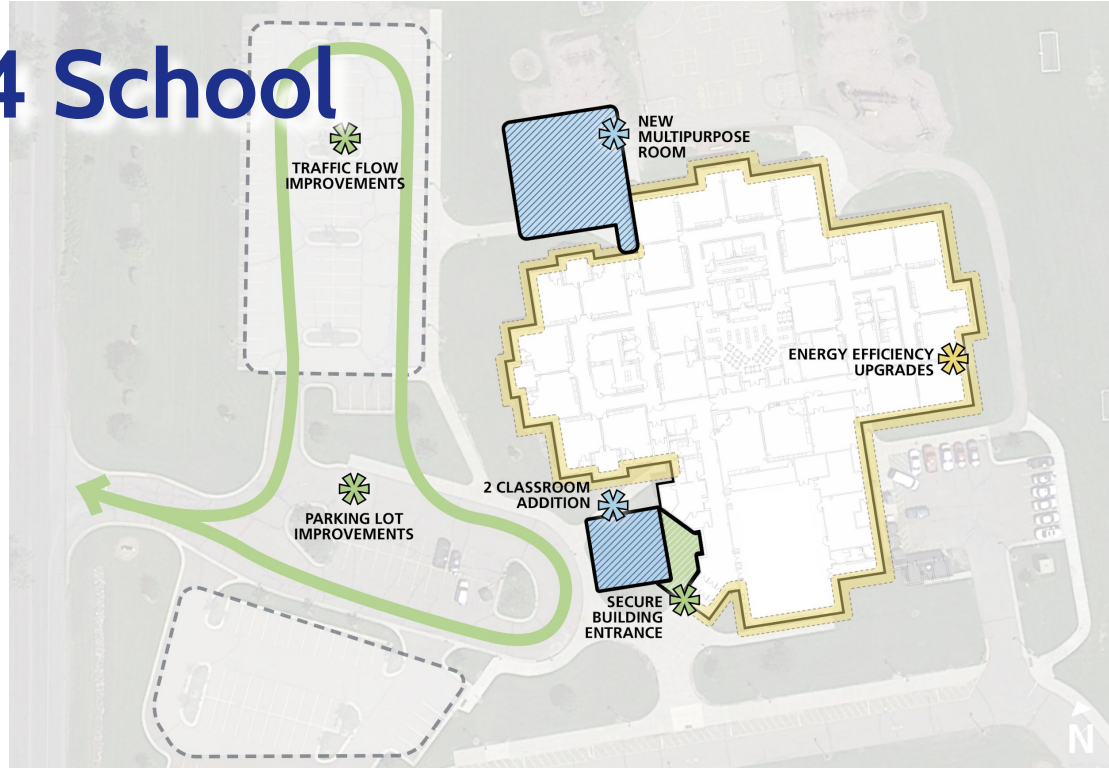 4 School
NEW
MULTIPURPOSE
ROOM
TRAFFIC FLOW
IMPROVEMENTS
ENERGY EFFICIENCY
UPGRADES
2 CLASSROOM
ADDITION
PARKING LOT
IMPROVEMENTS
SECURE
BUILDING
ENTRANCE
N